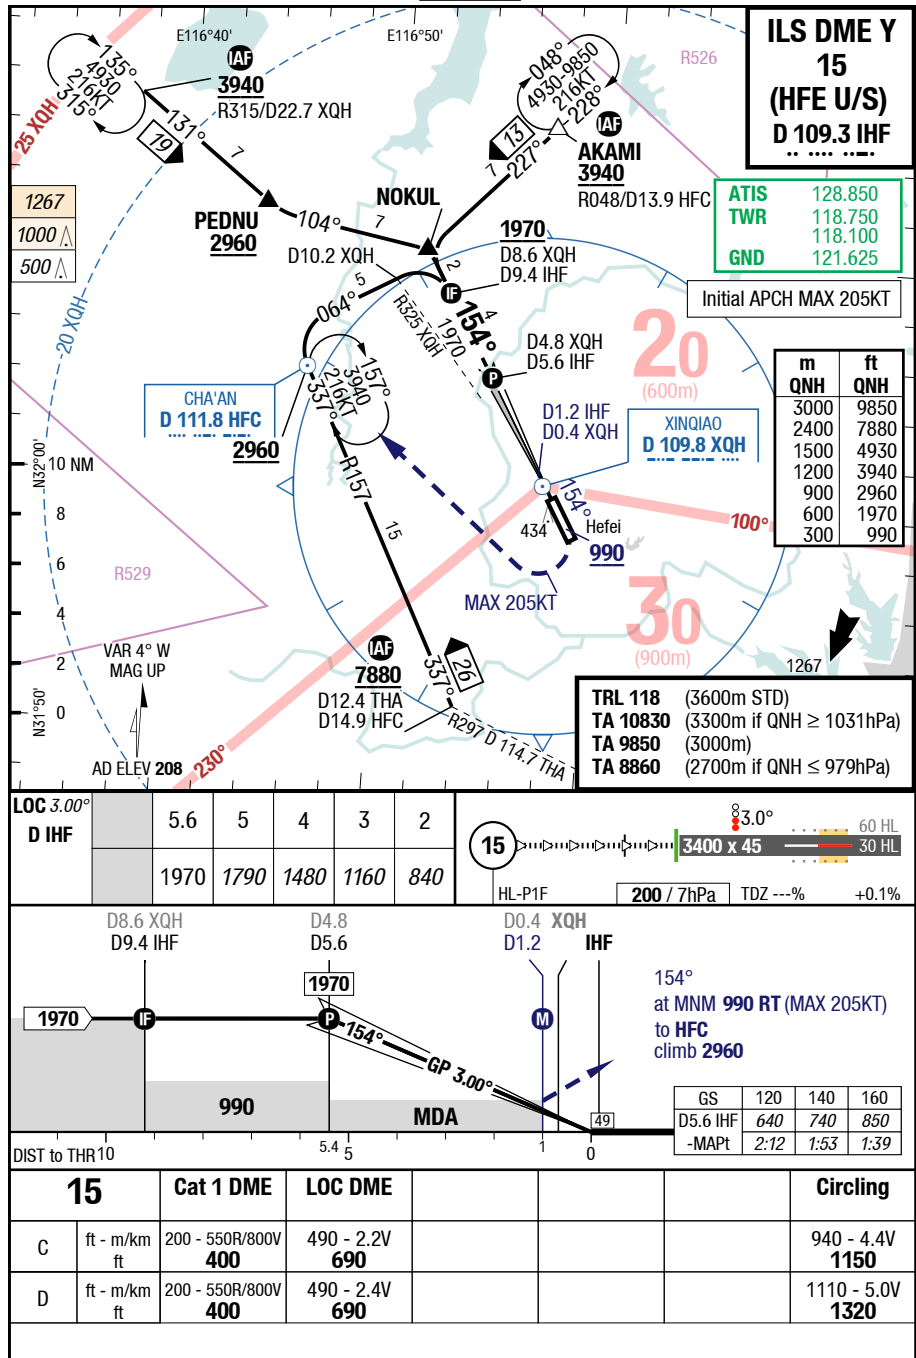 ILS DME Y
15
(HFE U/S)
D 109.3 IHF
E116°40'
E116°50'
R526
IAF
3940
R315/D22.7 XQH
135°
4930
216KT
315°
25 XQH
131°
19
7
048°
4930-9850
216KT
228°
IAF
AKAMI
3940
R048/D13.9 HFC
13
7
227°
ATIS 128.850
TWR 118.750
118.100
GND 121.625
1267
1000
500
PEDNU
2960
104°
7
NOKUL
D10.2 XQH
1970
D8.6 XQH
D9.4 IHF
2
IF
Initial APCH MAX 205KT
20 XQH
5
064°
R325 XQH
154°
4
1970
D4.8 XQH
D5.6 IHF
P
20
(600m)
m ft
QNH QNH
3000 9850
2400 7880
1500 4930
1200 3940
900 2960
600 1970
300 990
157°
3940
216KT
337°
CHA'AN
D 111.8 HFC
2960
D1.2 IHF
D0.4 XQH
XINQIAO
D 109.8 XQH
N32°00'
10 NM
8
6
4
2
0
N31°50'
R157
15
154°
434
Hefei
990
100°
R529
MAX 205KT
30
(900m)
VAR 4° W
MAG UP
IAF
7880
D12.4 THA
D14.9 HFC
337°
26
R297 D 114.7 THA
1267
230°
AD ELEV 208
TRL 118 (3600m STD)
TA 10830 (3300m if QNH ≥ 1031hPa)
TA 9850 (3000m)
TA 8860 (2700m if QNH ≤ 979hPa)
LOC 3.00°
D IHF
5.6 5 4 3 2
1970 1790 1480 1160 840
15
3.0°
60 HL
3400 x 45
30 HL
HL-P1F
200 / 7hPa
TDZ ---%
+0.1%
D8.6 XQH D4.8 D0.4 XQH
D9.4 IHF D5.6 D1.2 IHF
1970
1970
IF
P
M
154°
GP 3.00°
990
MDA
49
154°
at MNM 990 RT (MAX 205KT)
to HFC
climb 2960
GS 120 140 160
D5.6 IHF 640 740 850
-MAPt 2:12 1:53 1:39
DIST to THR 10 5.4 5 1 0
15 Cat 1 DME LOC DME Circling
C ft - m/km 200 - 550R/800V 490 - 2.2V 940 - 4.4V
ft 400 690 1150
D ft - m/km 200 - 550R/800V 490 - 2.4V 1110 - 5.0V
ft 400 690 1320